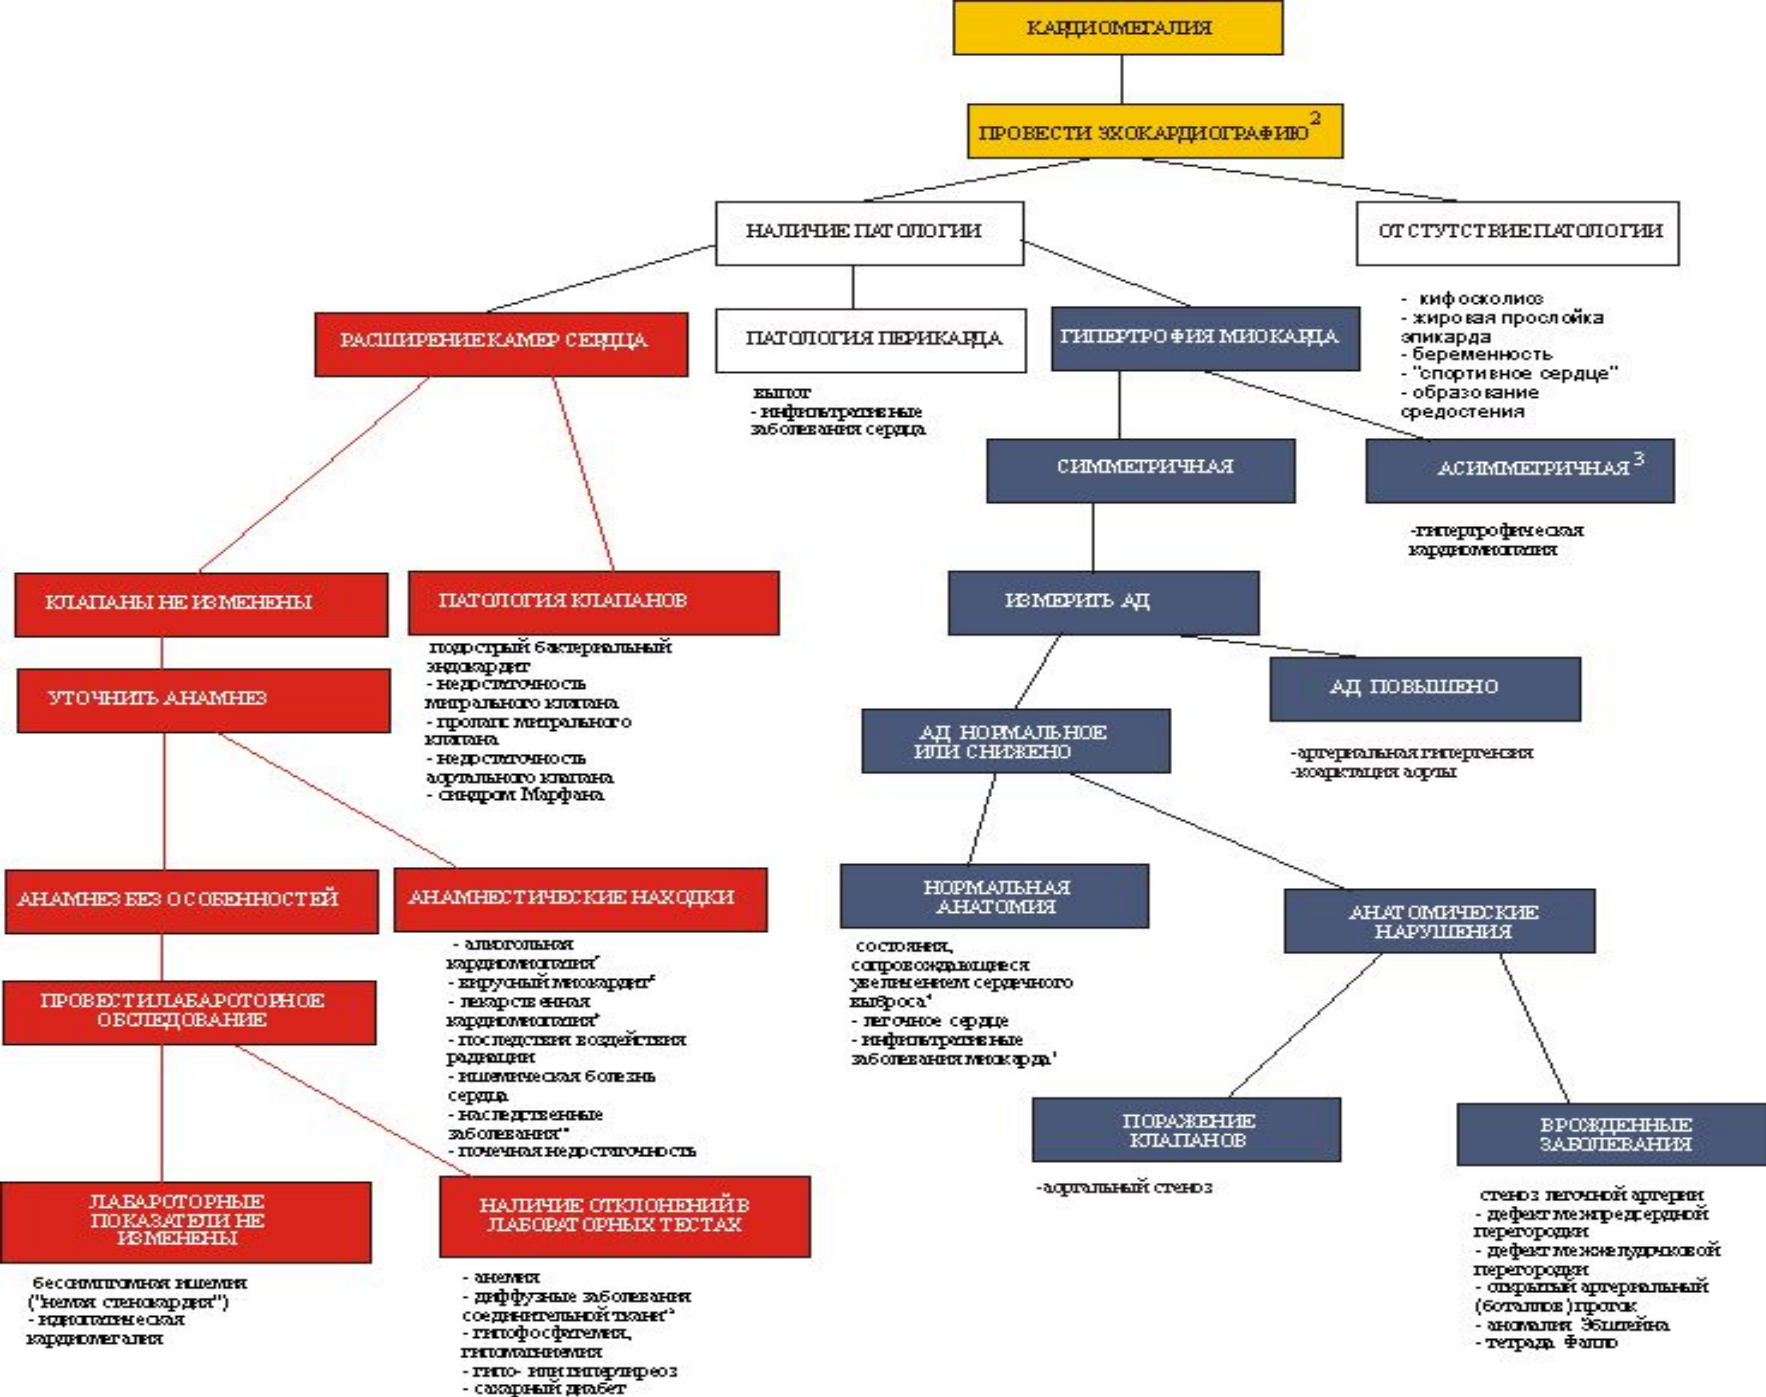 КАРДИОМЕГАЛИЯ
ПРОВЕСТИ ЭХОКАРДИОГРАФИЮ 2
НАЛИЧИЕ ПАТОЛОГИИ
ОТСТУТСТВИЕ ПАТОЛОГИИ
- кифосколиоз
- жировая прослойка
эпикарда
- беременность
- "спортивное сердце"
- образование
средостения
РАСШИРЕНИЕ КАМЕР СЕРДЦА
ПАТОЛОГИЯ ПЕРИКАРДА
выпот
- инфильтративные
заболевания сердца
ГИПЕРТРОФИЯ МИОКАРДА
СИММЕТРИЧНАЯ
АСИММЕТРИЧНАЯ 3
-гипертрофическая
кардиомиопатия
КЛАПАНЫ НЕ ИЗМЕНЕНЫ
ПАТОЛОГИЯ КЛАПАНОВ
подострый бактериальный
эндокардит
- недостаточность
митрального клапана
- пролапс митрального
клапана
- недостаточность
аортального клапана
- синдром Марфана
ИЗМЕРИТЬ АД
АД ПОВЫШЕНО
-артериальная гипертензия
-коарктация аорты
УТОЧНИТЬ АНАМНЕЗ
АД НОРМАЛЬНОЕ
ИЛИ СНИЖЕНО
АНАМНЕЗ БЕЗ ОСОБЕННОСТЕЙ
АНАМНЕСТИЧЕСКИЕ НАХОДКИ
- алкогольная
кардиомиопатия
- вирусный миокардит
- лекарственная
кардиомиопатия
- последствия воздействия
радиации
- ишемическая болезнь
сердца
- наследственные
заболевания
- почечная недостаточность
НОРМАЛЬНАЯ
АНАТОМИЯ
состояния,
сопровождающиеся
увеличением сердечного
выброса
- легочное сердце
- инфильтративные
заболевания миокарда
АНАТОМИЧЕСКИЕ
НАРУШЕНИЯ
ПРОВЕСТИ ЛАБАРОТОРНОЕ
ОБСЛЕДОВАНИЕ
ПОРАЖЕНИЕ
КЛАПАНОВ
-аортальный стеноз
ВРОЖДЕННЫЕ
ЗАБОЛЕВАНИЯ
стеноз легочной артерии
- дефект межпредсердной
перегородки
- дефект межжелудочковой
перегородки
- открытый артериальный
(боталлов) проток
- аномалия Эбштейна
- тетрада Фалло
ЛАБАРОТОРНЫЕ
ПОКАЗАТЕЛИ НЕ
ИЗМЕНЕНЫ
бессимптомная ишемия
("немая стенокардия")
- идиопатическая
кардиомегалия
НАЛИЧИЕ ОТКЛОНЕНИЙ В
ЛАБОРАТОРНЫХ ТЕСТАХ
- анемия
- диффузные заболевания
соединительной ткани
- гипофосфатемия,
гипомагниемия
- гипо- или гипертиреоз
- сахарный диабет